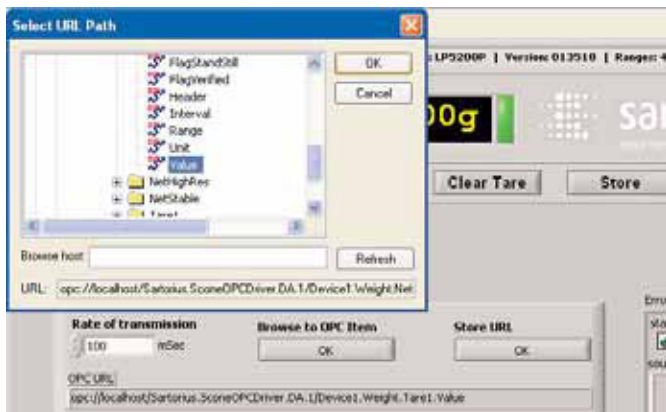 Select URL Path
FlagStandStill
FlagVerified
Header
Interval
Range
Unit
Value
NetHighRes
NetStable
Tare1
OK
Cancel
Browse host
Refresh
URL: opc://localhost/Sartorius.SconeOPCDriver.DA.1/Device1.Weight.Net
LP5200P | Version: 013510 | Ranges: 4
00g
sa
Clear Tare
Store
Rate of transmission
Browse to OPC Item
Store URL
100 mSec
OK
OK
OPC URL
opc://localhost/Sartorius.SconeOPCDriver.DA.1/Device1.Weight.Tare1.Value